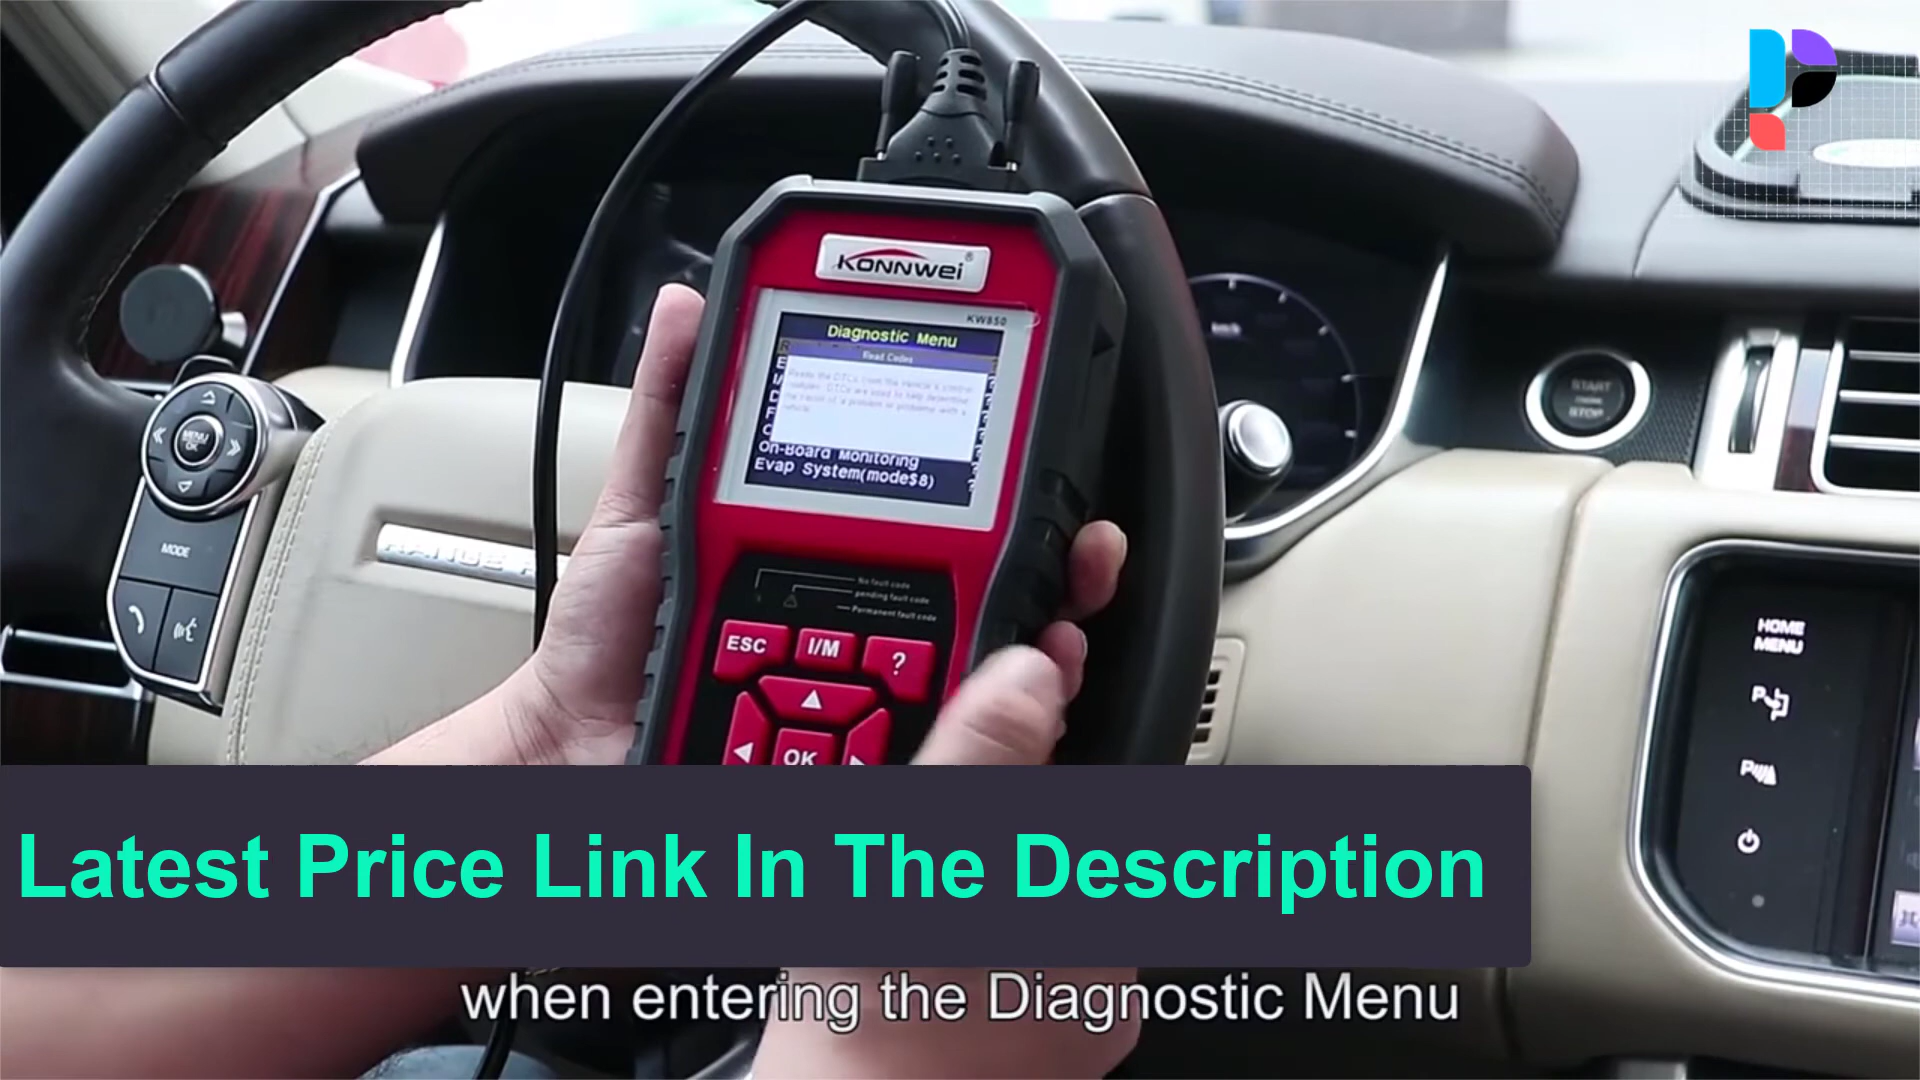 KONNWEI®
KW850
Diagnostic Menu
Read Codes
On-Board Monitoring
Evap System(mode$8)
No fault code
pending fault code
Permanent fault code
ESC
I/M
?
OK
MENU
OK
MODE
START
STOP
HOME
MENU
Latest Price Link In The Description
when entering the Diagnostic Menu